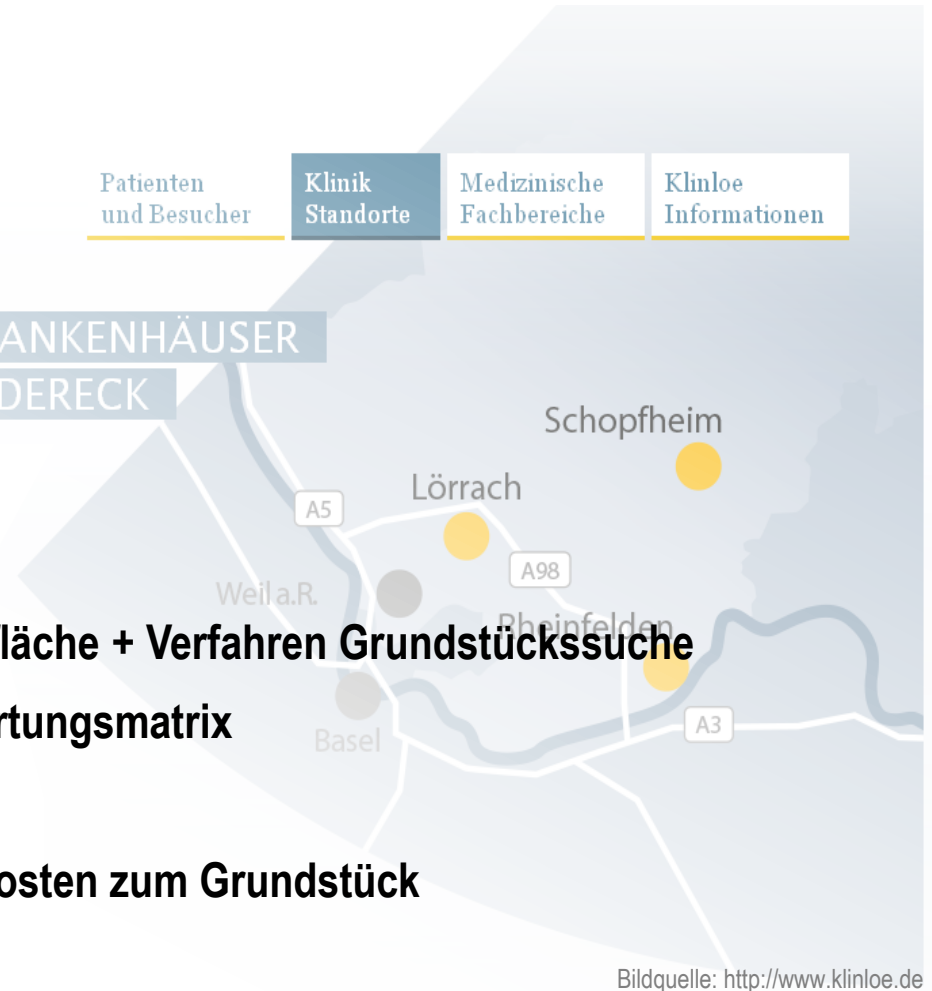 Patienten
und Besucher
Klinik
Standorte
Medizinische
Fachbereiche
Klinloe
Informationen
ANKENHÄUSER
DERECK
Schopfheim
Lörrach
A5
A98
Weil a.R.
Rheinfelden
läche + Verfahren Grundstückssuche
rtungsmatrix
A3
Basel
osten zum Grundstück
Bildquelle: http://www.klinloe.de